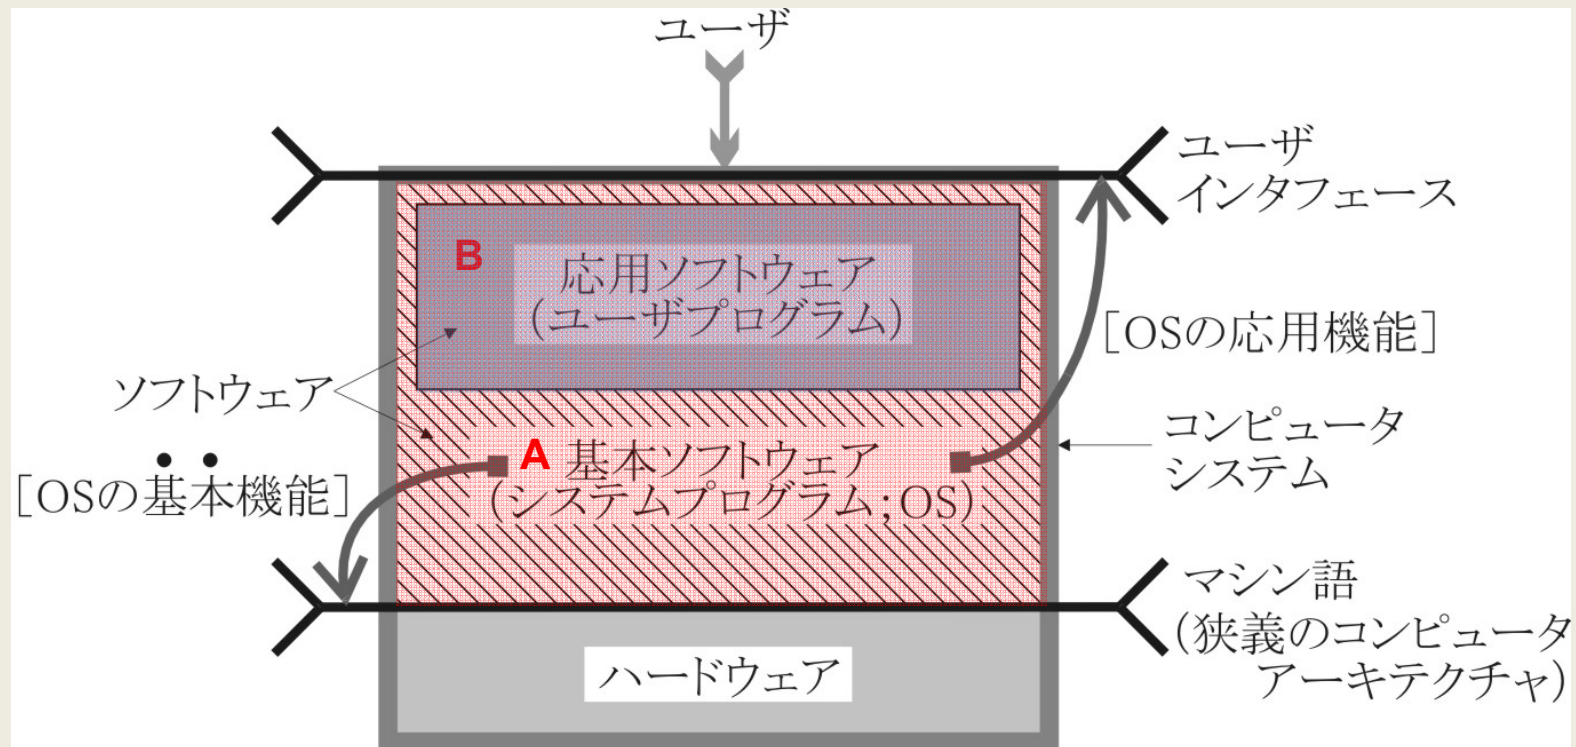 ユーザ
ユーザ
インタフェース
B
応用ソフトウェア
(ユーザプログラム)
[OSの応用機能]
ソフトウェア
コンピュータ
システム
A
基本ソフトウェア
(システムプログラム;OS)
[OSの基本機能]
マシン語
(狭義のコンピュータ
アーキテクチャ)
ハードウェア